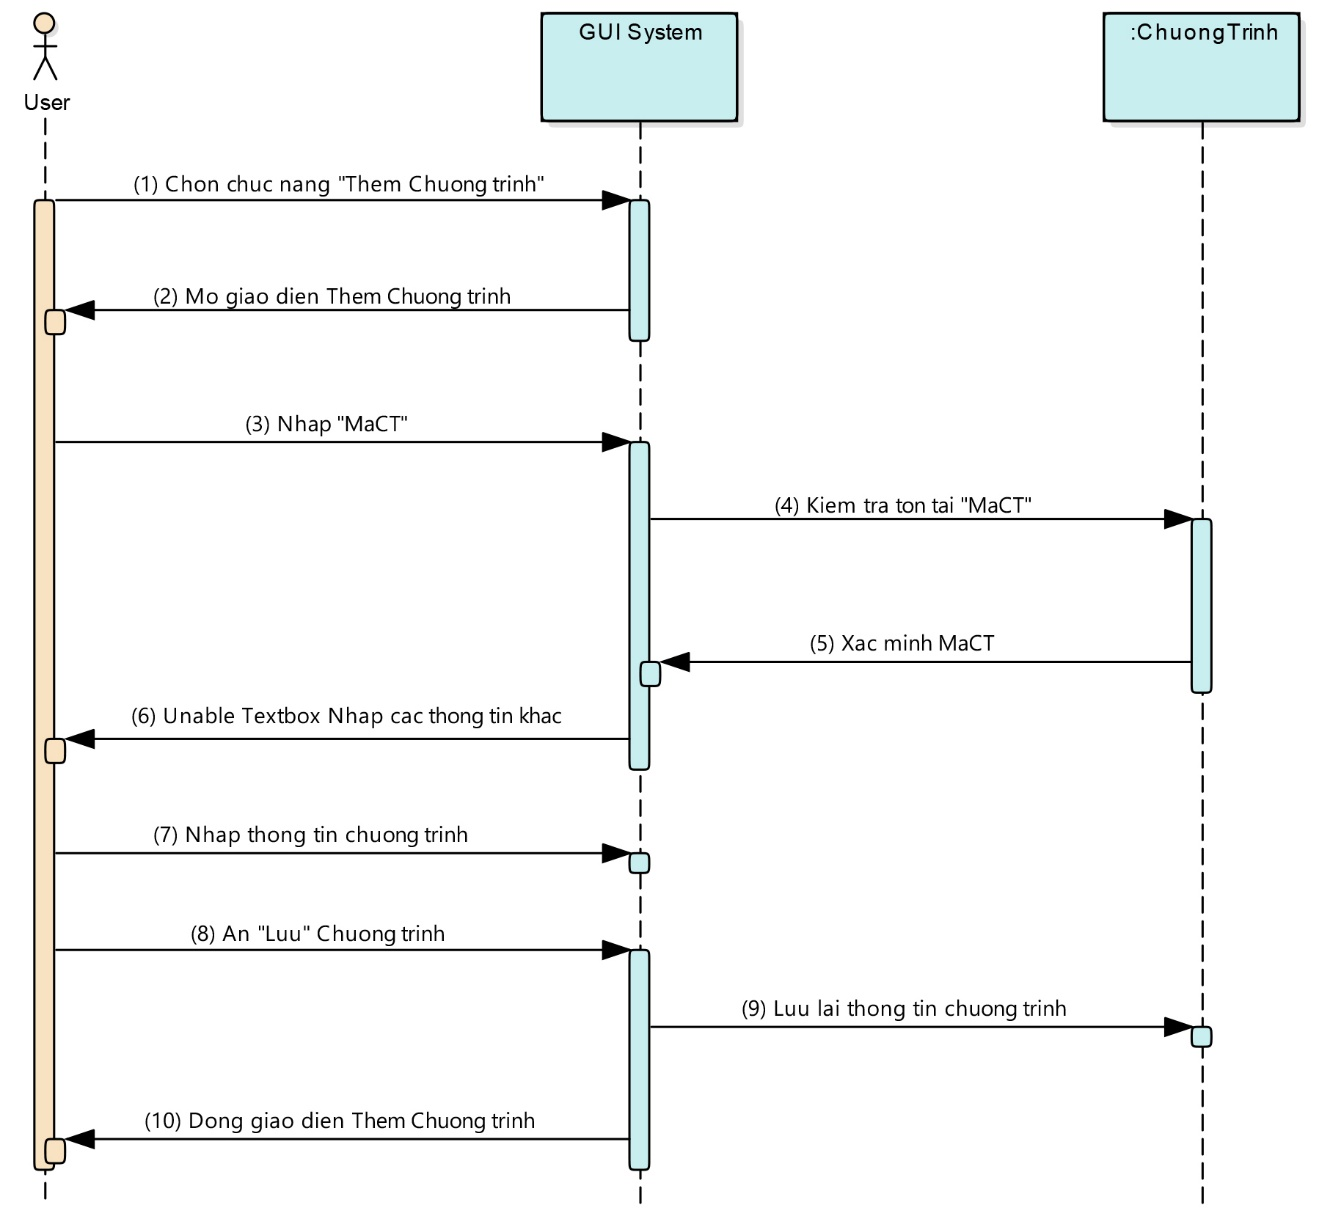 User
GUI System
:ChuongTrinh
(1) Chon chuc nang "Them Chuong trinh"
(2) Mo giao dien Them Chuong trinh
(3) Nhap "MaCT"
(4) Kiem tra ton tai "MaCT"
(5) Xac minh MaCT
(6) Unable Textbox Nhap cac thong tin khac
(7) Nhap thong tin chuong trinh
(8) An "Luu" Chuong trinh
(9) Luu lai thong tin chuong trinh
(10) Dong giao dien Them Chuong trinh